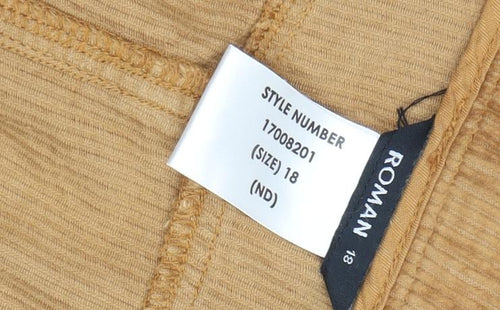 STYLE NUMBER
17008201
(SIZE) 18
(ND)
ROMAN
18